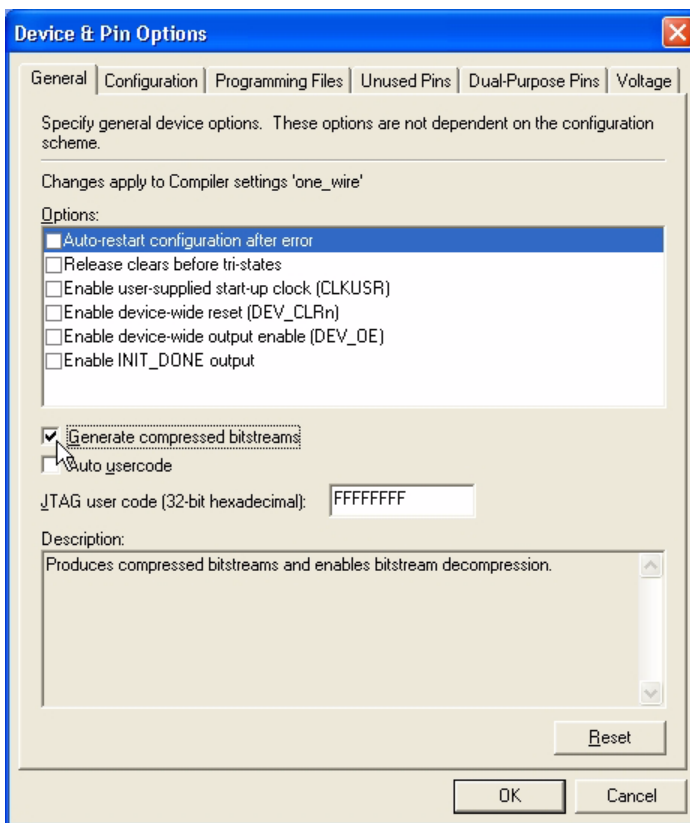 Device & Pin Options
General Configuration Programming Files Unused Pins Dual-Purpose Pins Voltage
Specify general device options. These options are not dependent on the configuration
scheme.
Changes apply to Compiler settings 'one_wire'
Options:
Auto-restart configuration after error
Release clears before tri-states
Enable user-supplied start-up clock (CLKUSR)
Enable device-wide reset (DEV_CLRn)
Enable device-wide output enable (DEV_OE)
Enable INIT_DONE output
Generate compressed bitstreams
Auto usercode
JTAG user code (32-bit hexadecimal): FFFFFFFF
Description:
Produces compressed bitstreams and enables bitstream decompression.
Reset
OK Cancel